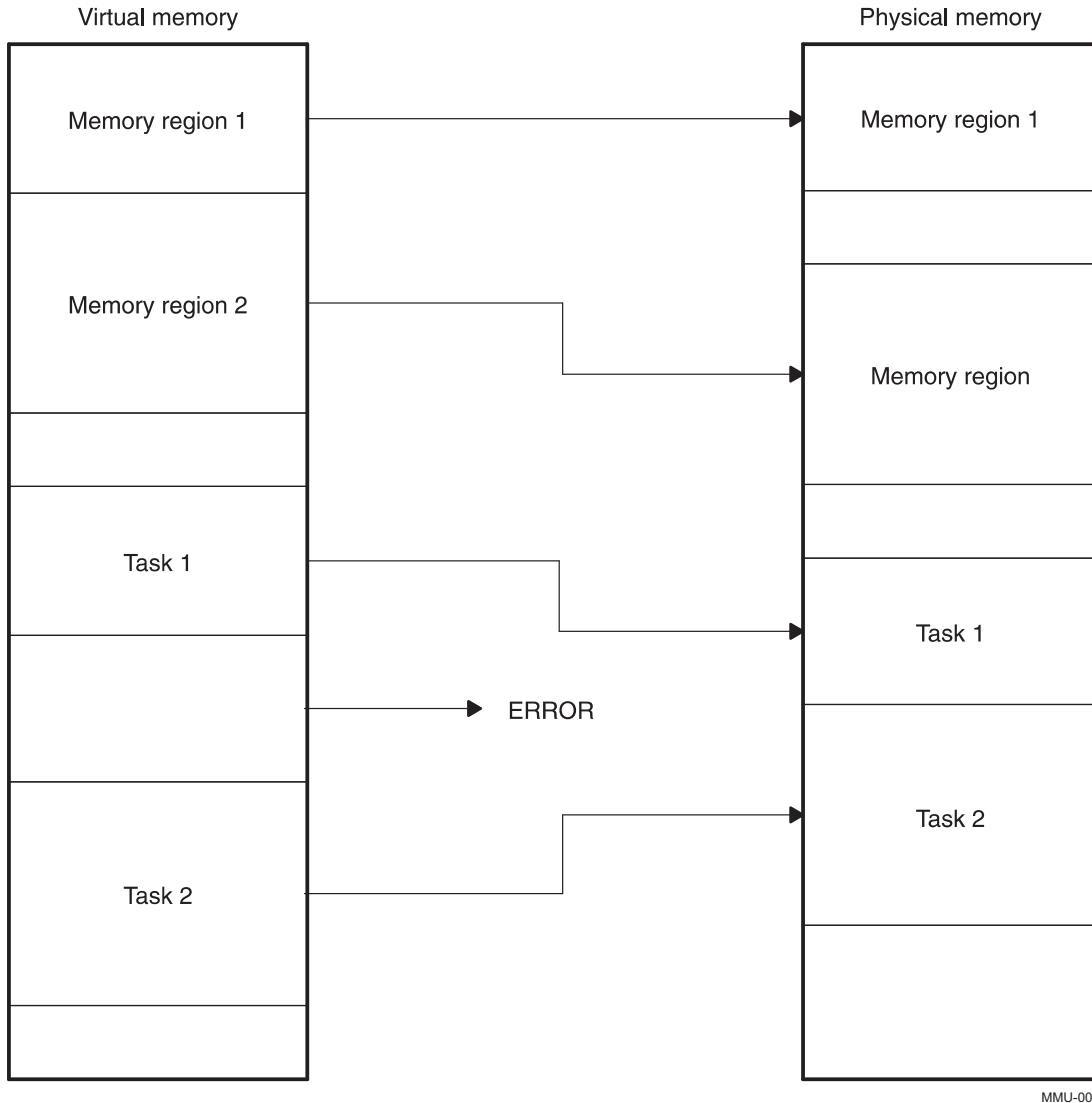 Virtual memory
Physical memory
Memory region 1
Memory region 1
Memory region 2
Memory region
Task 1
Task 1
ERROR
Task 2
Task 2
MMU-00